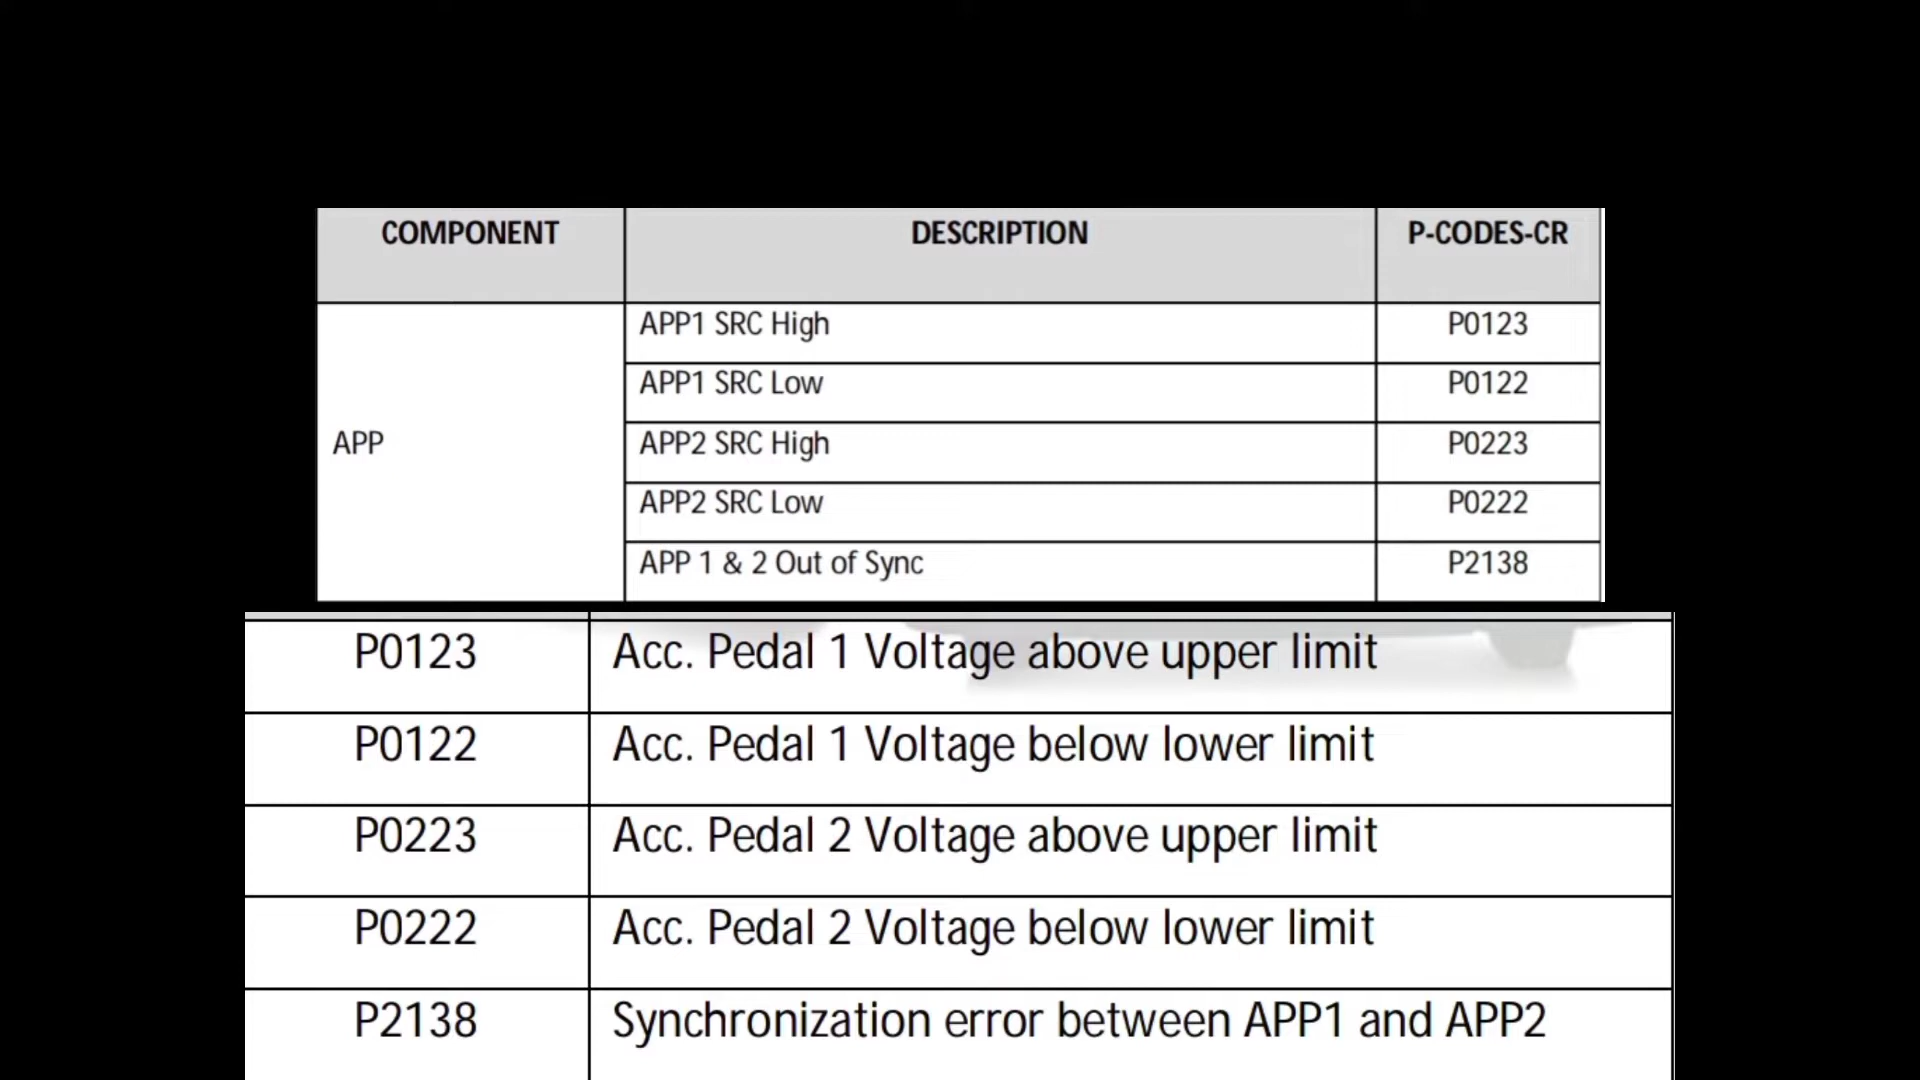 COMPONENT DESCRIPTION P-CODES-CR
APP1 SRC High P0123
APP1 SRC Low P0122
APP APP2 SRC High P0223
APP2 SRC Low P0222
APP 1 & 2 Out of Sync P2138
P0123 Acc. Pedal 1 Voltage above upper limit
P0122 Acc. Pedal 1 Voltage below lower limit
P0223 Acc. Pedal 2 Voltage above upper limit
P0222 Acc. Pedal 2 Voltage below lower limit
P2138 Synchronization error between APP1 and APP2